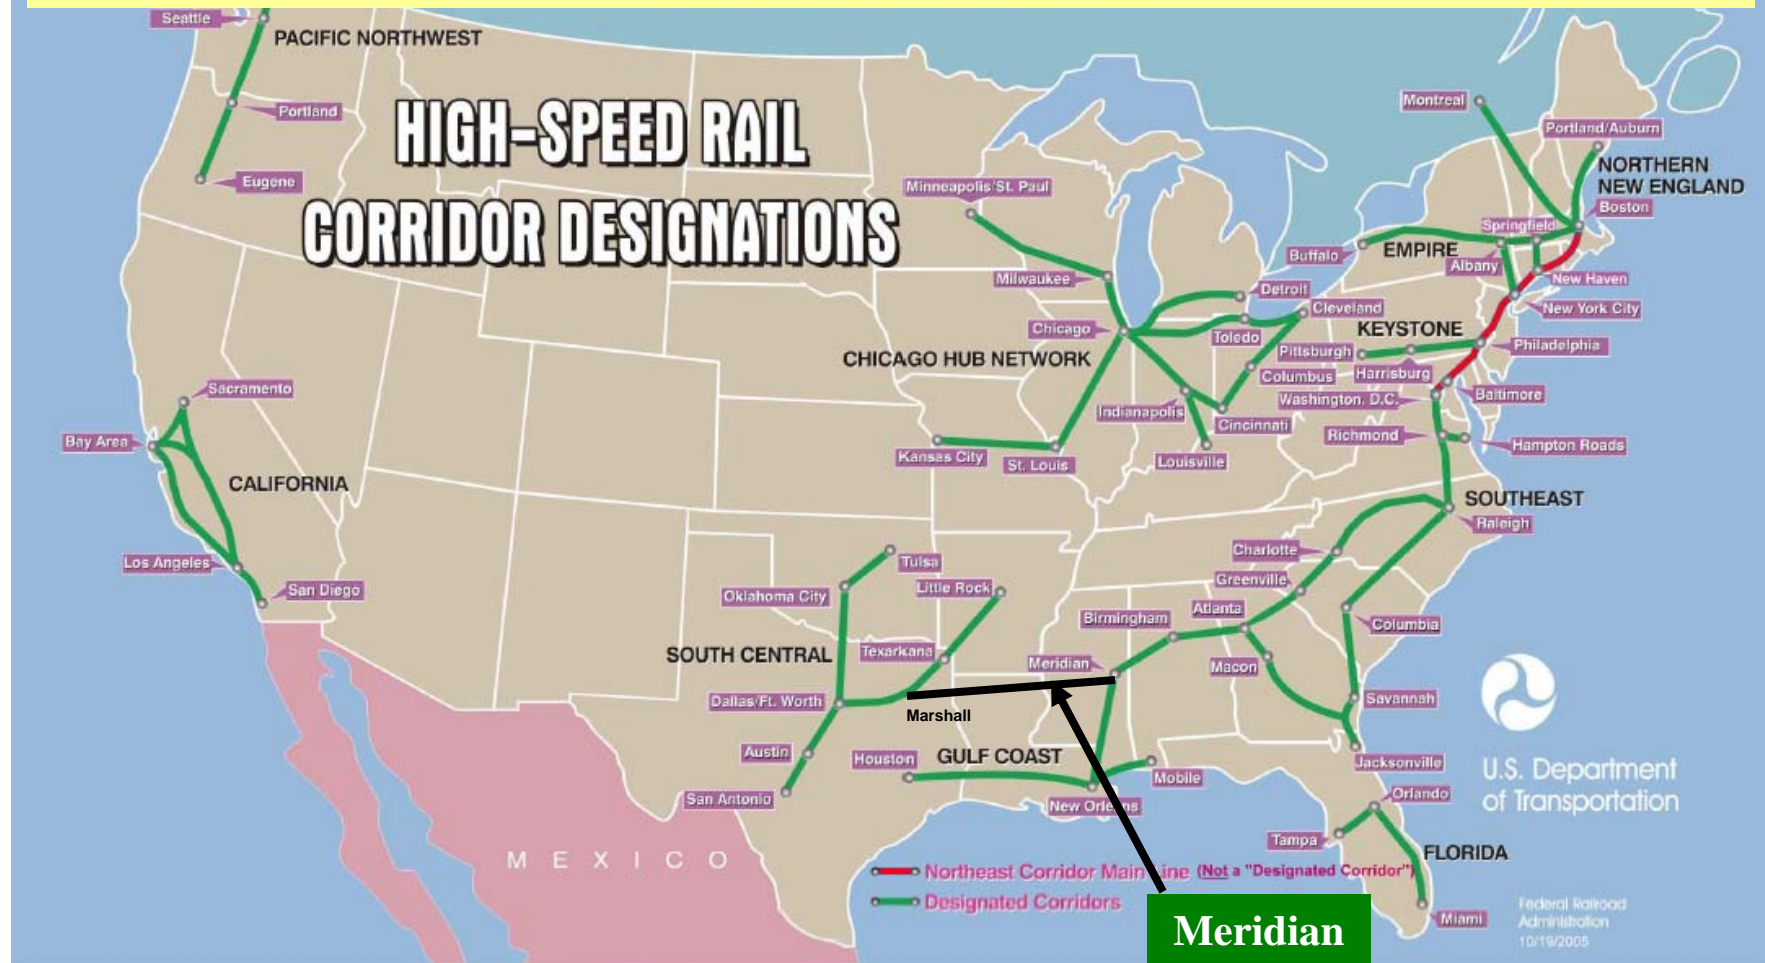 Seattle
PACIFIC NORTHWEST
Portland
Eugene
HIGH-SPEED RAIL
CORRIDOR DESIGNATIONS
Montreal
Portland/Auburn
NORTHERN
NEW ENGLAND
Boston
Minneapolis/St. Paul
Springfield
Buffalo
EMPIRE
Albany
Milwaukee
Detroit
New Haven
Cleveland
New York City
Chicago
Toledo
KEYSTONE
Philadelphia
CHICAGO HUB NETWORK
Pittsburgh
Columbus
Harrisburg
Sacramento
Washington, D.C.
Baltimore
Indianapolis
Cincinnati
Bay Area
Richmond
Hampton Roads
Kansas City
St. Louis
Louisville
CALIFORNIA
SOUTHEAST
Raleigh
Los Angeles
Charlotte
Tulsa
San Diego
Greenville
Little Rock
Oklahoma City
Atlanta
Birmingham
Columbia
SOUTH CENTRAL
Texarkana
Meridian
Macon
Dallas/Ft. Worth
Savannah
Marshall
Austin
Houston
GULF COAST
Jacksonville
Mobile
U.S. Department
of Transportation
San Antonio
New Orleans
Orlando
Tampa
FLORIDA
MEXICO
Northeast Corridor Main Line (Not a "Designated Corridor")
Designated Corridors
Miami
Federal Railroad
Administration
10/19/2005
Meridian